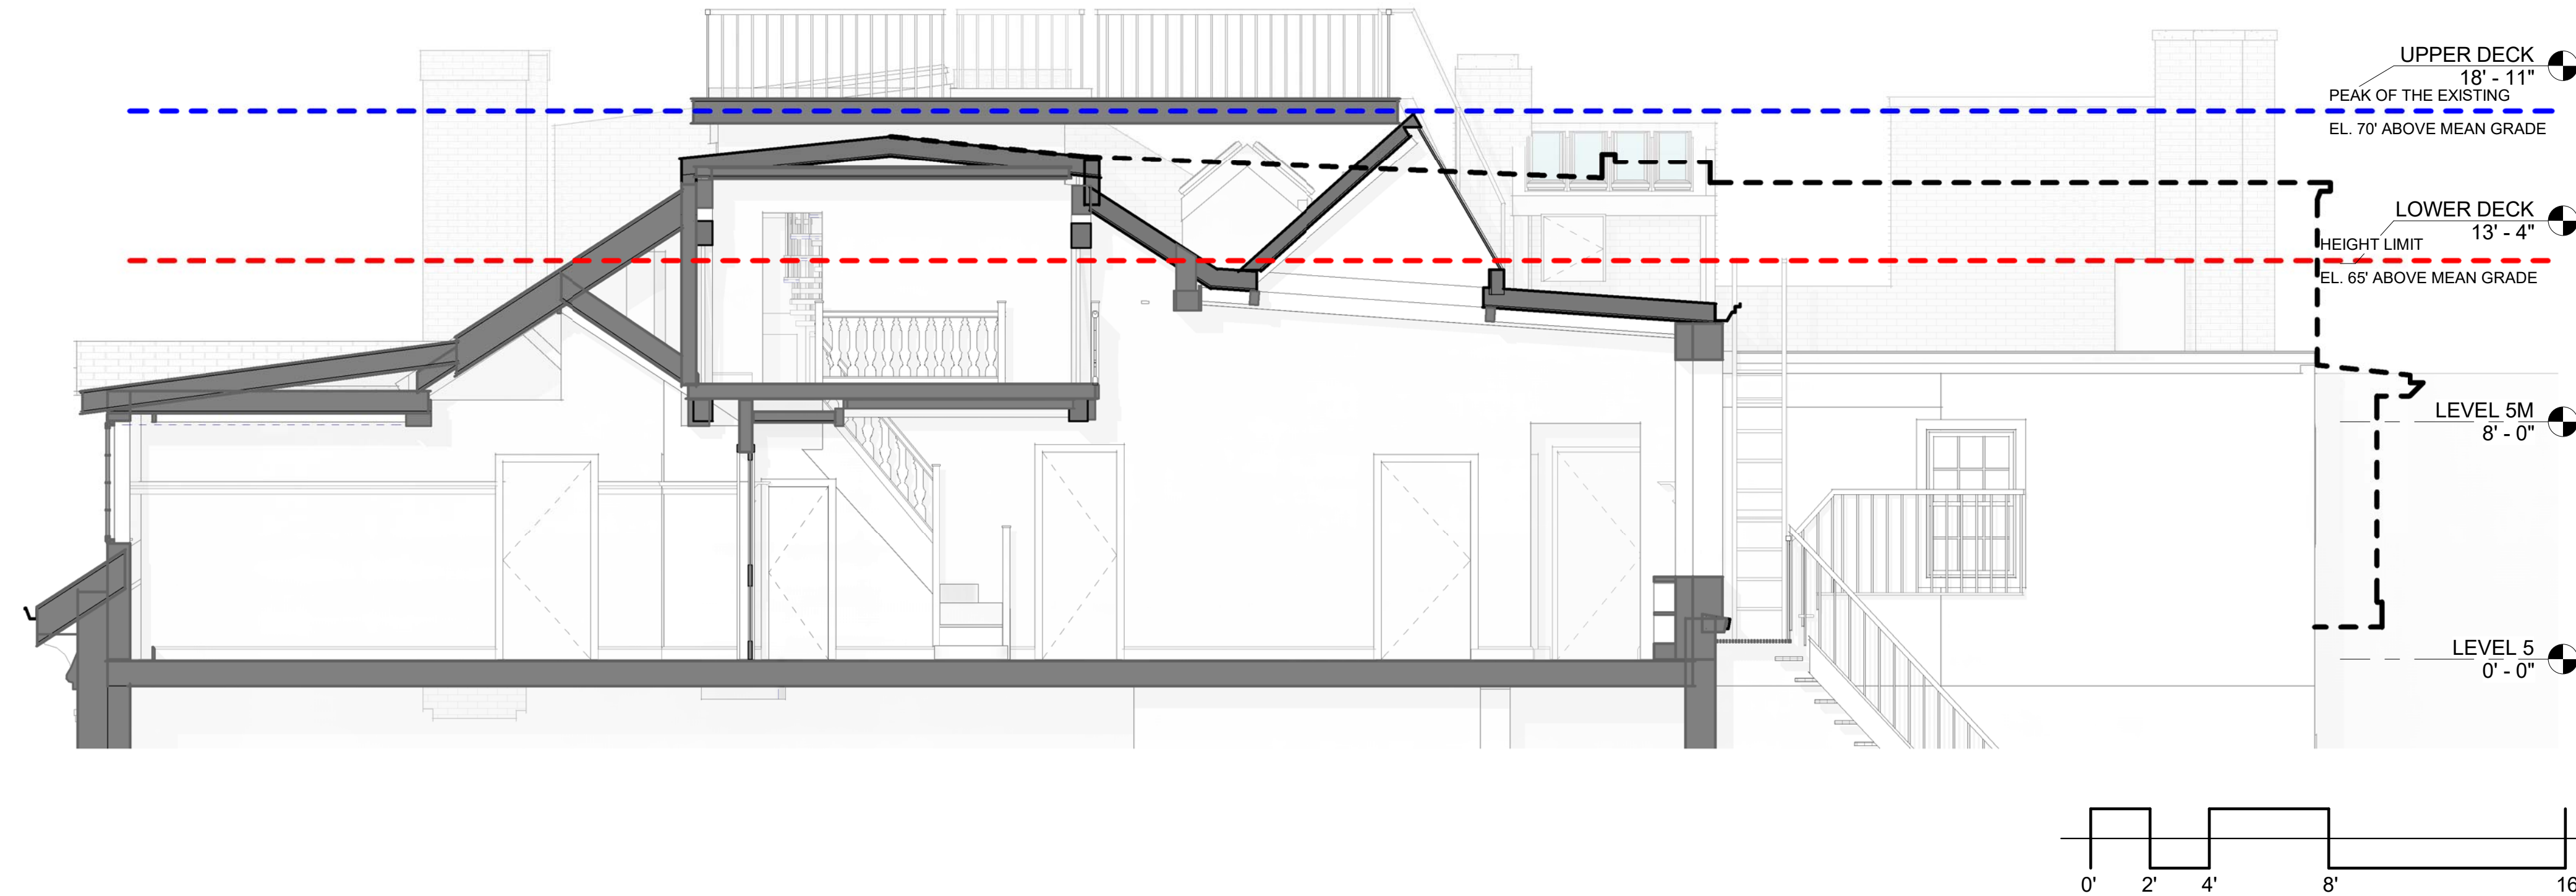 UPPER DECK
18' - 11"
PEAK OF THE EXISTING
EL. 70' ABOVE MEAN GRADE
LOWER DECK
13' - 4"
HEIGHT LIMIT
EL. 65' ABOVE MEAN GRADE
LEVEL 5M
8' - 0"
LEVEL 5
0' - 0"
0' 2' 4' 8' 16